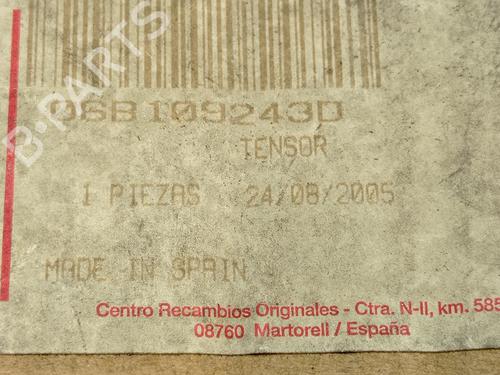 B-PARTS
06B109243D
TENSOR
1 PIEZAS 24/08/2005
MADE IN SPAIN
Centro Recambios Originales - Ctra. N-II, km. 585
08760 Martorell / España